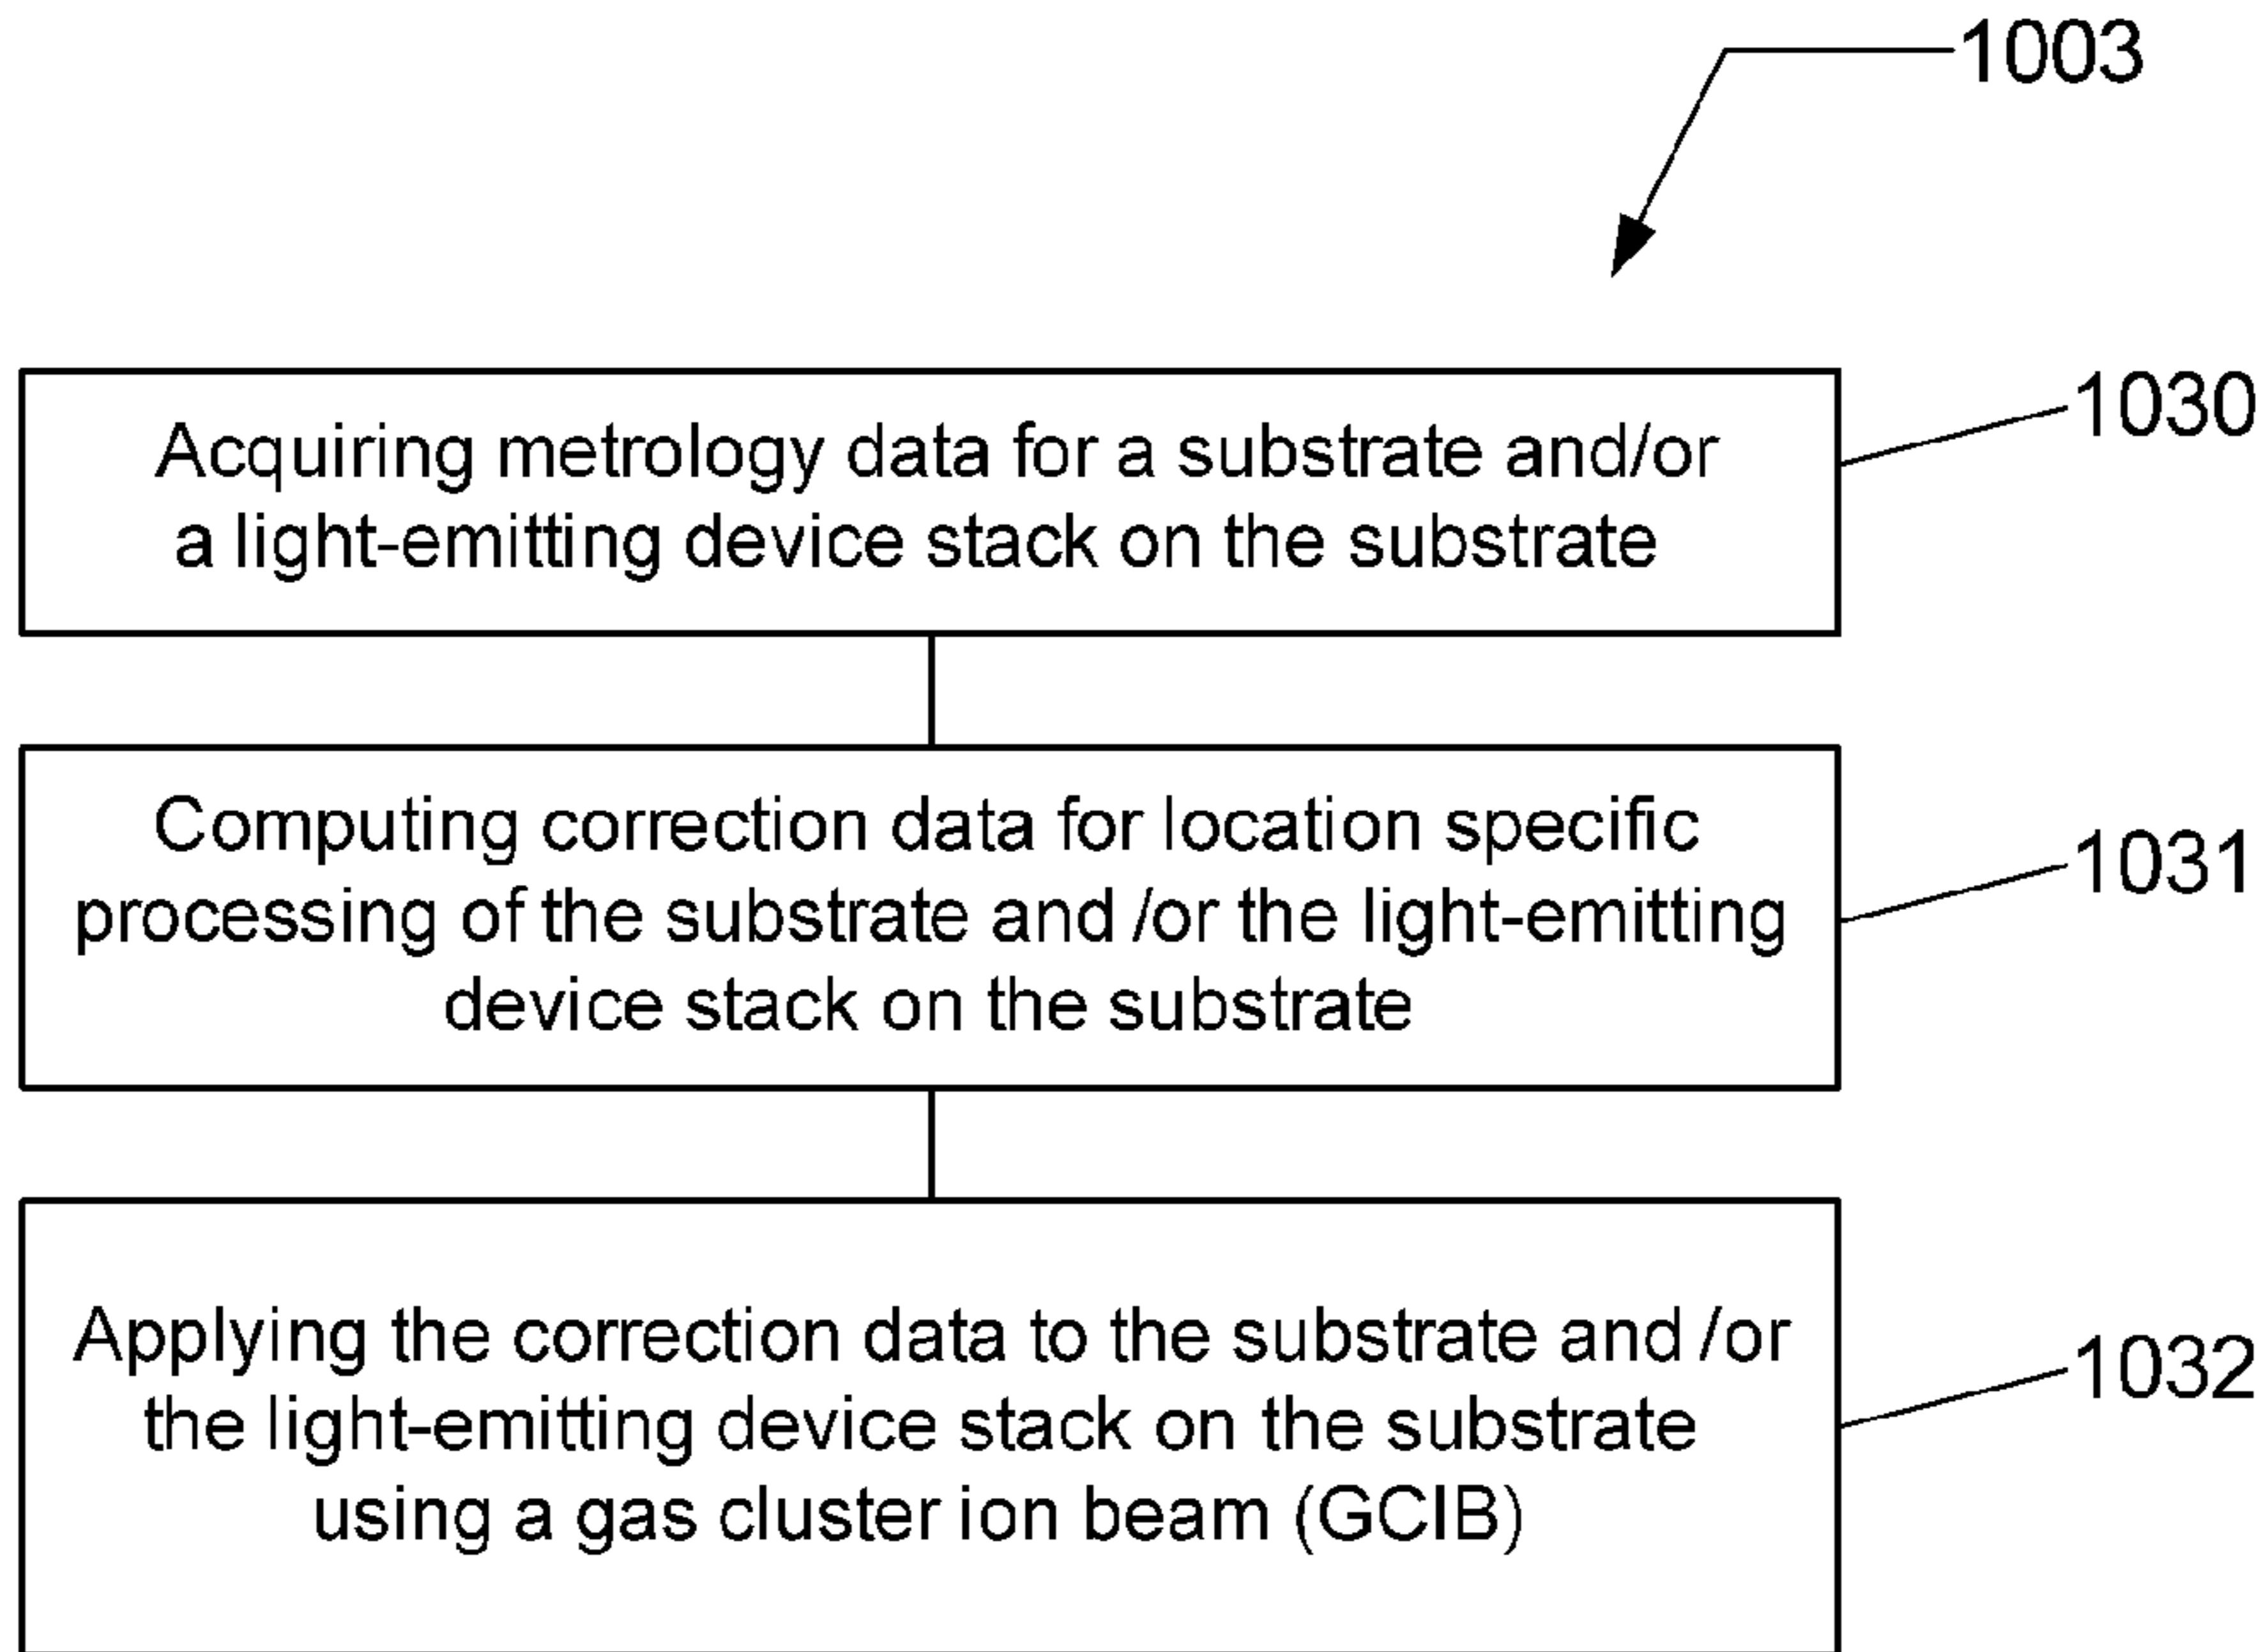 1003
Acquiring metrology data for a substrate and/or
a light-emitting device stack on the substrate
1030
Computing correction data for location specific
processing of the substrate and /or the light-emitting
device stack on the substrate
1031
Applying the correction data to the substrate and /or
the light-emitting device stack on the substrate
using a gas cluster ion beam (GCIB)
1032